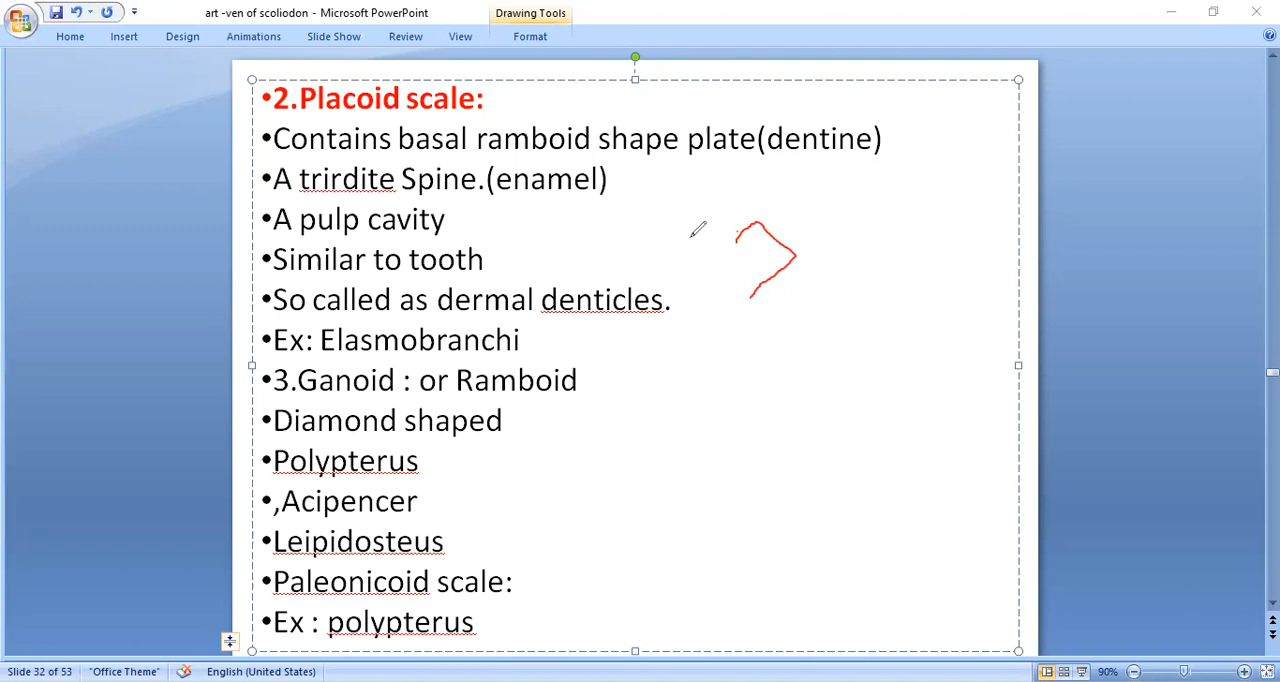 art -ven of scoliodon - Microsoft PowerPoint
Drawing Tools
Home Insert Design Animations Slide Show Review View Format
•2.Placoid scale:
•Contains basal ramboid shape plate(dentine)
•A trirdite Spine.(enamel)
•A pulp cavity
•Similar to tooth
•So called as dermal denticles.
•Ex: Elasmobranchi
•3.Ganoid : or Ramboid
•Diamond shaped
•Polypterus
•,Acipencer
•Leipidosteus
•Paleonicoid scale:
•Ex : polypterus
Slide 32 of 53 "Office Theme" English (United States) 90%